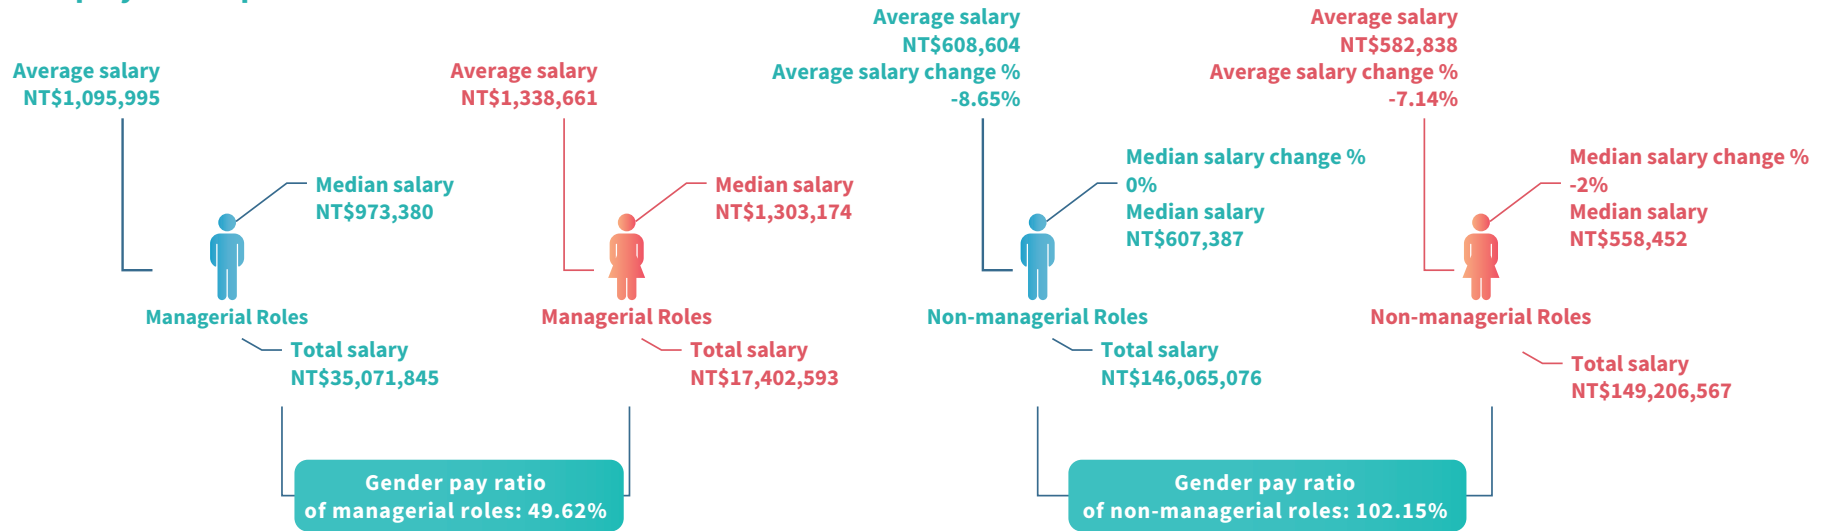 Average salary
NT$1,095,995
Median salary
NT$973,380
Managerial Roles
Total salary
NT$35,071,845
Average salary
NT$1,338,661
Median salary
NT$1,303,174
Managerial Roles
Total salary
NT$17,402,593
Gender pay ratio
of managerial roles: 49.62%
Average salary
NT$608,604
Average salary change %
-8.65%
Median salary change %
0%
Median salary
NT$607,387
Non-managerial Roles
Total salary
NT$146,065,076
Average salary
NT$582,838
Average salary change %
-7.14%
Median salary change %
-2%
Median salary
NT$558,452
Non-managerial Roles
Total salary
NT$149,206,567
Gender pay ratio
of non-managerial roles: 102.15%